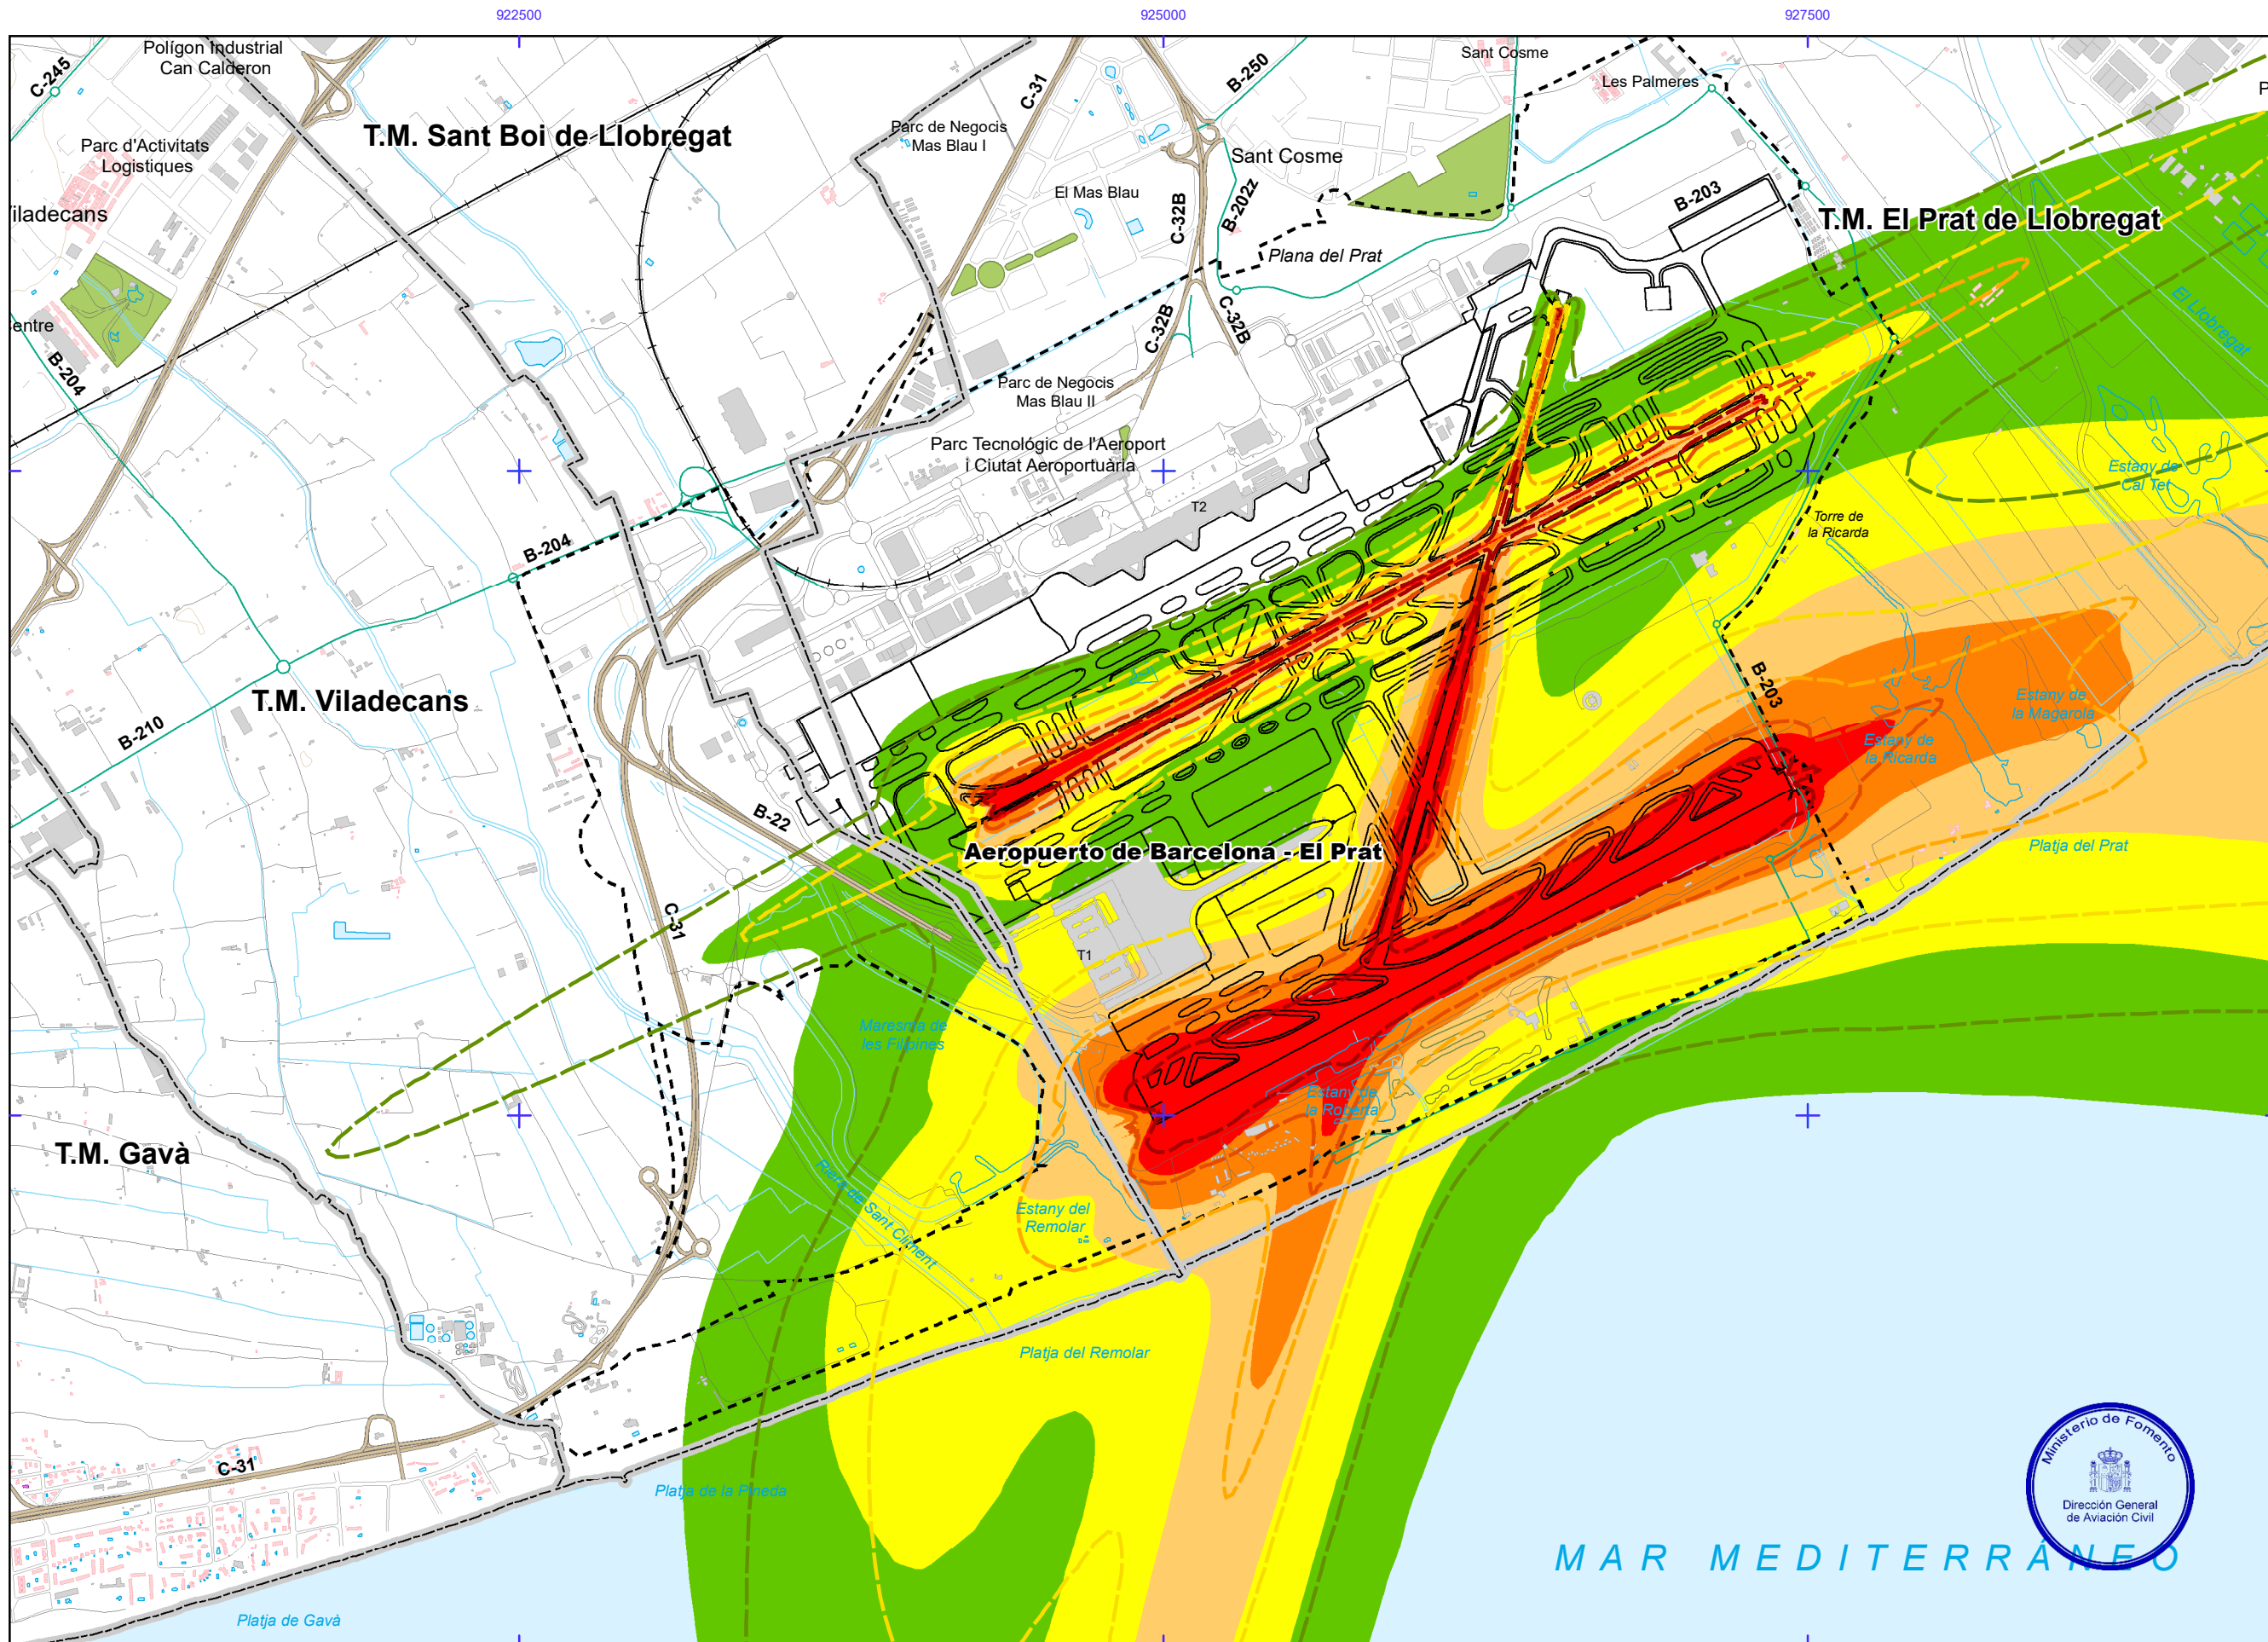 922500
925000
927500
Polígon Industrial
Can Calderon
C-245
T.M. Sant Boi de Llobregat
Parc d'Activitats
Logístiques
iladecans
entre
B-204
C-31
Parc de Negocis
Mas Blau I
El Mas Blau
B-250
Sant Cosme
Les Palmeres
P
Sant Cosme
C-32B
B-202z
Plana del Prat
B-203
T.M. El Prat de Llobregat
El Llobregat
C-32B
C-32B
Parc de Negocis
Mas Blau II
Parc Tecnológic de l'Aeroport
i Ciutat Aeroportuària
T2
Estany de
Cal Tet
Torre de
la Ricarda
B-204
T.M. Viladecans
B-210
B-203
Estany de
la Magarola
Estany de
la Ricarda
B-22
Aeropuerto de Barcelona - El Prat
Platja del Prat
C-31
T1
Maresma de
les Filipines
Estany de
la Roberta
T.M. Gavà
Riera de Sant Climent
Estany del
Remolar
Platja del Remolar
C-31
Platja de la Pineda
Platja de Gavà
Ministerio de Fomento
Dirección General
de Aviación Civil
MAR MEDITERRÁNEO